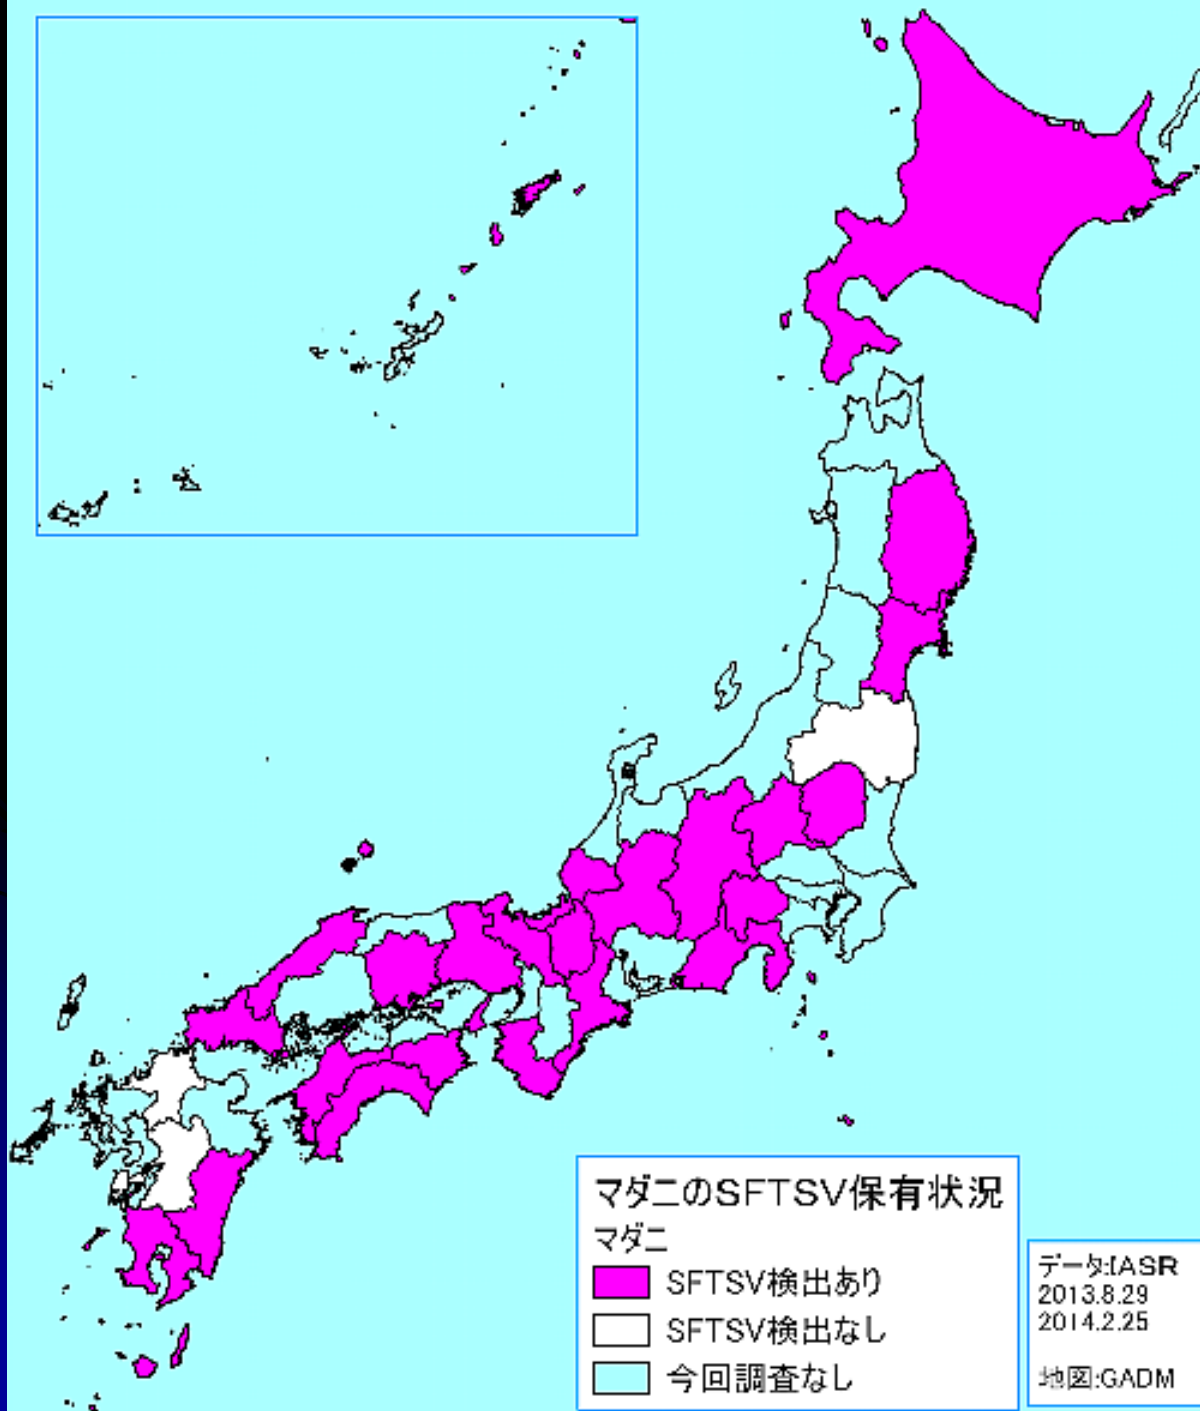 マダニのSFTSV保有状況
マダニ
SFTSV検出あり
SFTSV検出なし
今回調査なし
データ:IASR
2013.8.29
2014.2.25
地図:GADM